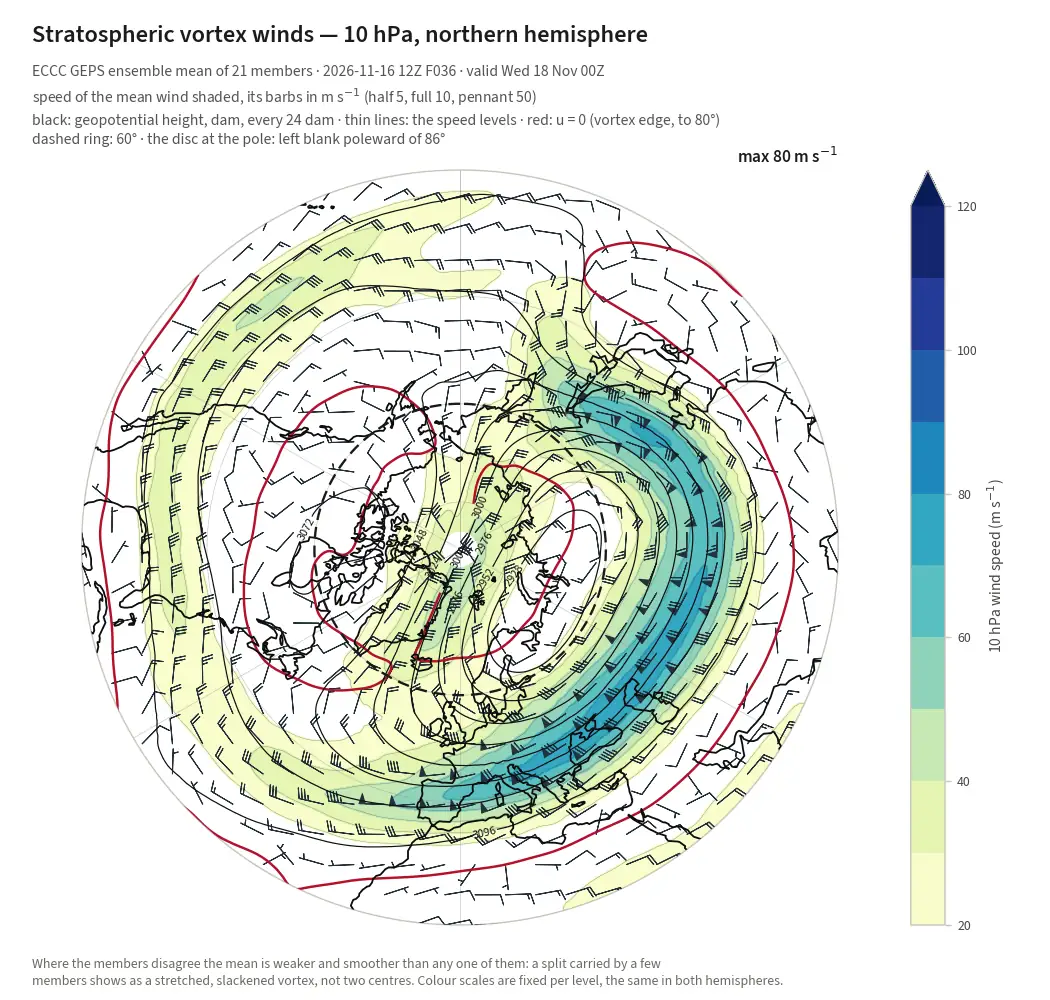 Stratospheric vortex winds — 10 hPa, northern hemisphere
ECCC GEPS ensemble mean of 21 members · 2026-11-16 12Z F036 · valid Wed 18 Nov 00Z
speed of the mean wind shaded, its barbs in m s⁻¹ (half 5, full 10, pennant 50)
black: geopotential height, dam, every 24 dam · thin lines: the speed levels · red: u = 0 (vortex edge, to 80°)
dashed ring: 60° · the disc at the pole: left blank poleward of 86°
max 80 m s⁻¹
120
100
80
60
40
20
10 hPa wind speed (m s⁻¹)
3072
3000
2976
3096
Where the members disagree the mean is weaker and smoother than any one of them: a split carried by a few
members shows as a stretched, slackened vortex, not two centres. Colour scales are fixed per level, the same in both hemispheres.